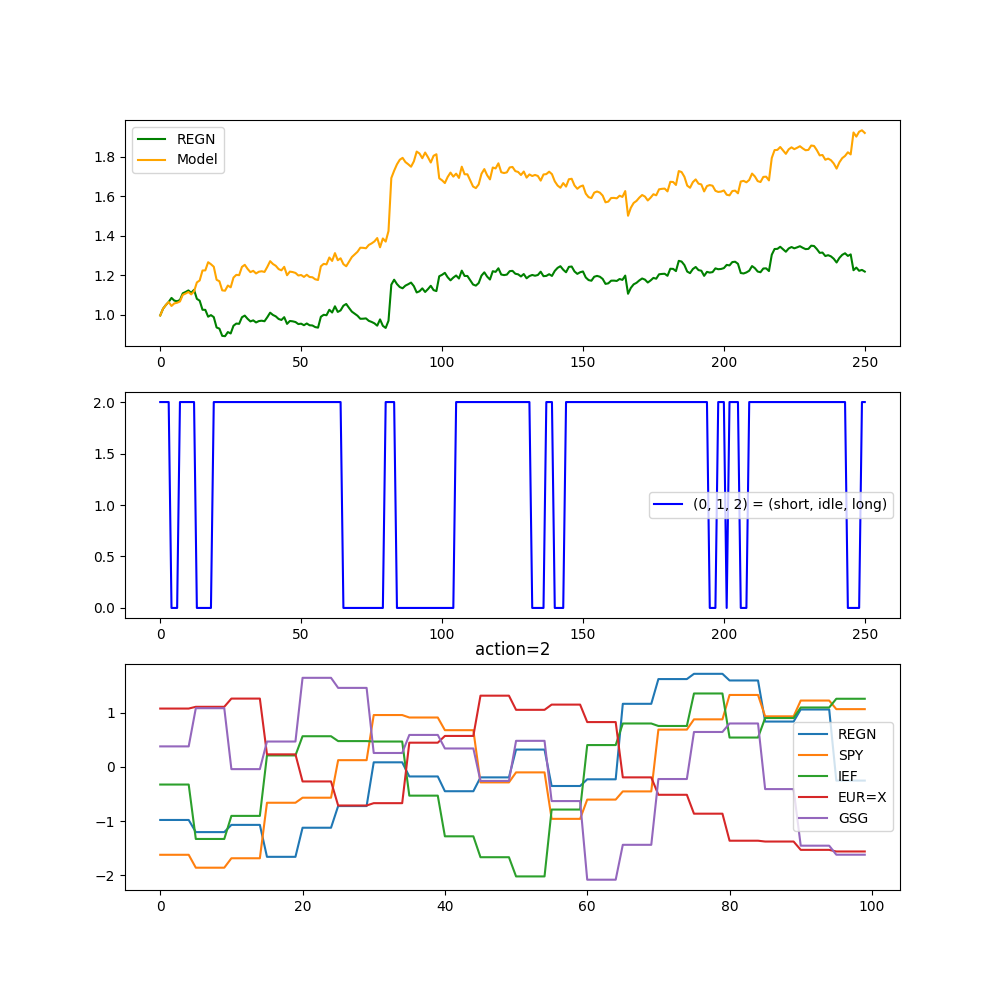 REGN
Model
1.8
1.6
1.4
1.2
1.0
0 50 100 150 200 250
2.0
1.5
1.0
0.5
0.0
(0, 1, 2) = (short, idle, long)
0 50 100 150 200 250
action=2
1
0
−1
−2
REGN
SPY
IEF
EUR=X
GSG
0 20 40 60 80 100